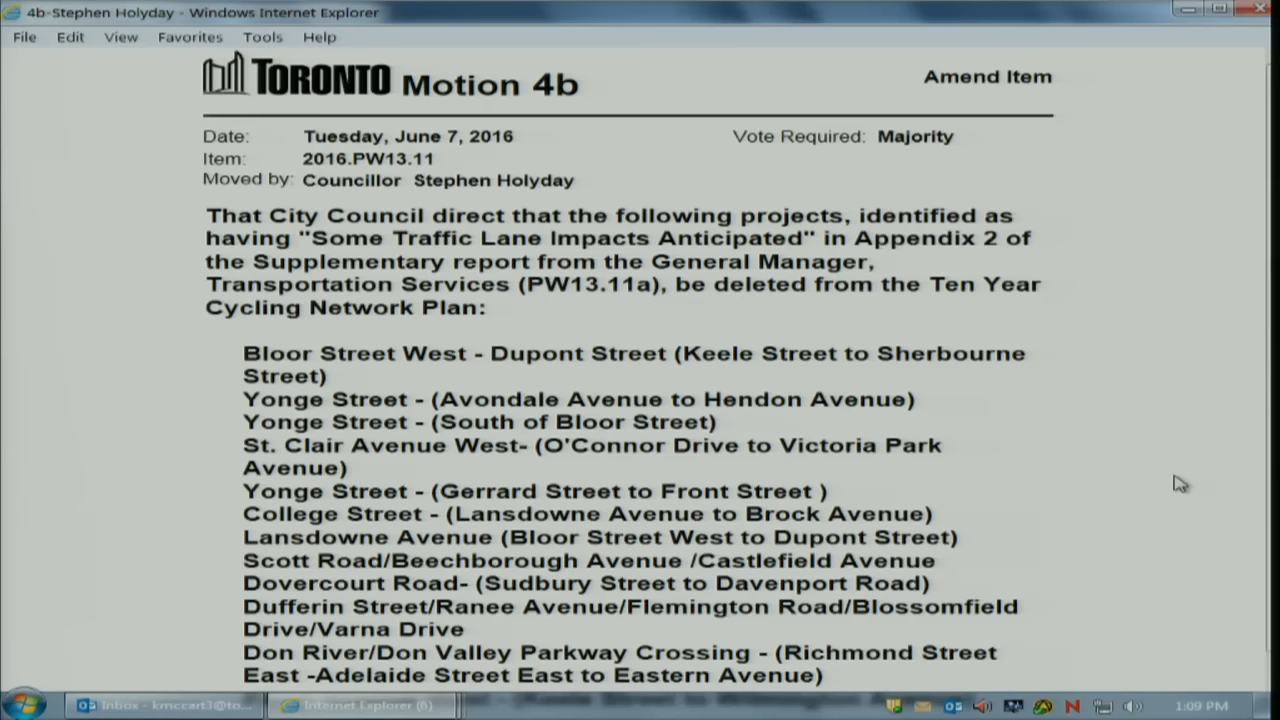 4b-Stephen Holyday - Windows Internet Explorer
File Edit View Favorites Tools Help
TORONTO Motion 4b
Amend Item
Date: Tuesday, June 7, 2016
Vote Required: Majority
Item: 2016.PW13.11
Moved by: Councillor Stephen Holyday
That City Council direct that the following projects, identified as
having "Some Traffic Lane Impacts Anticipated" in Appendix 2 of
the Supplementary report from the General Manager,
Transportation Services (PW13.11a), be deleted from the Ten Year
Cycling Network Plan:
Bloor Street West - Dupont Street (Keele Street to Sherbourne
Street)
Yonge Street - (Avondale Avenue to Hendon Avenue)
Yonge Street - (South of Bloor Street)
St. Clair Avenue West- (O'Connor Drive to Victoria Park
Avenue)
Yonge Street - (Gerrard Street to Front Street )
College Street - (Lansdowne Avenue to Brock Avenue)
Lansdowne Avenue (Bloor Street West to Dupont Street)
Scott Road/Beechborough Avenue /Castlefield Avenue
Dovercourt Road- (Sudbury Street to Davenport Road)
Dufferin Street/Ranee Avenue/Flemington Road/Blossomfield
Drive/Varna Drive
Don River/Don Valley Parkway Crossing - (Richmond Street
East -Adelaide Street East to Eastern Avenue)
Inbox - kmccart3@to...
Internet Explorer (6)
1:09 PM